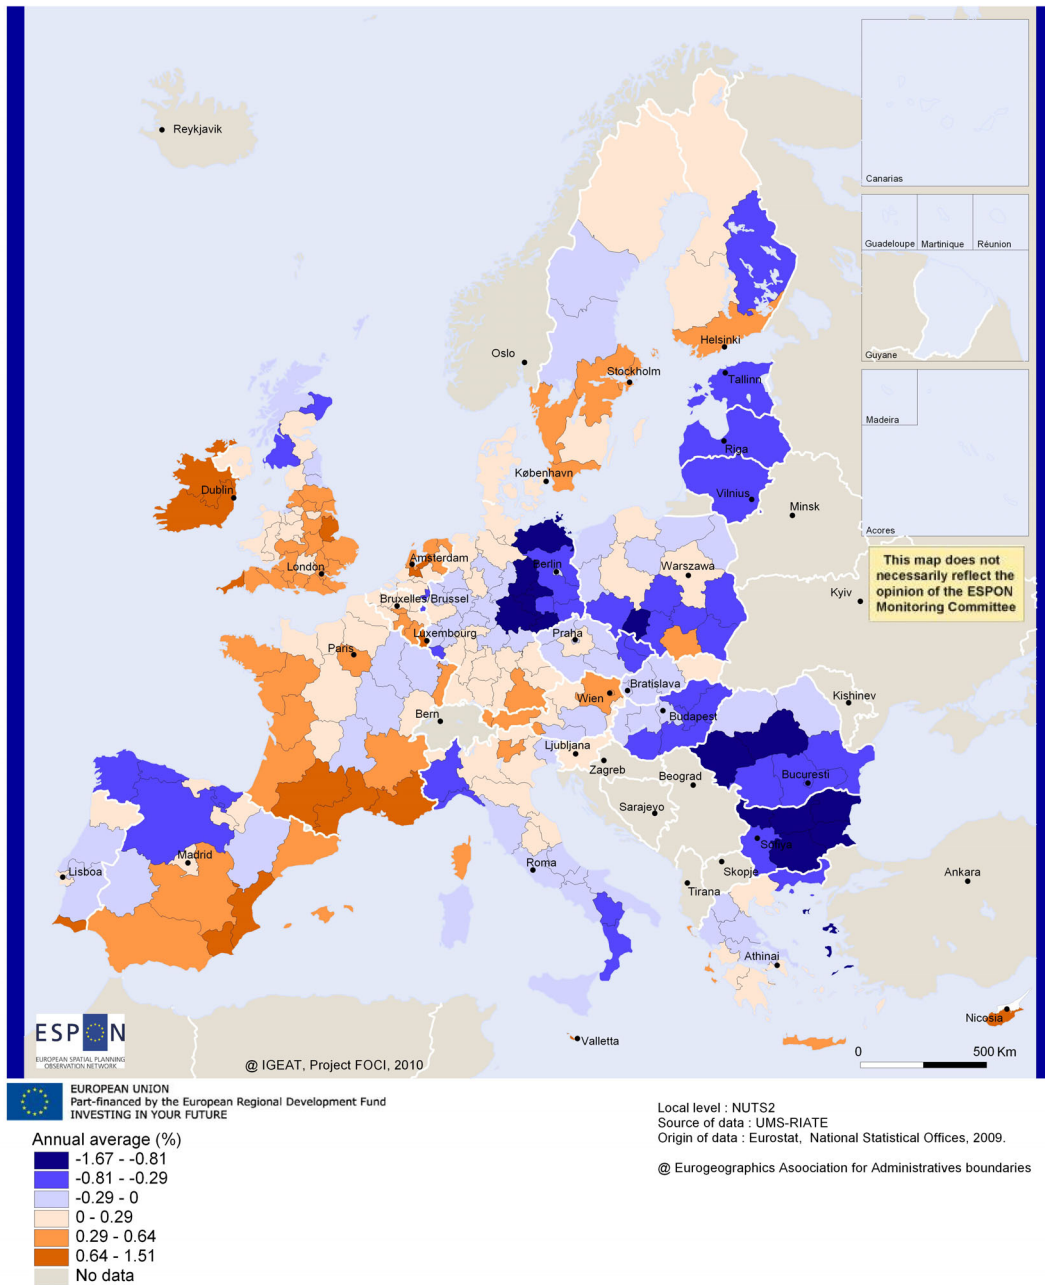 Reykjavik
Canarias
Guadeloupe
Martinique
Réunion
Guyane
Oslo
Stockholm
Helsinki
Tallinn
Madeira
Riga
København
Dublin
Vilnius
Minsk
Acores
This map does not
necessarily reflect the
opinion of the ESPON
Monitoring Committee
Amsterdam
London
Berlin
Warszawa
Kyiv
Bruxelles/Brussel
Luxembourg
Praha
Paris
Bratislava
Wien
Kishinev
Bern
Budapest
Ljubljana
Zagreb
Beograd
Bucuresti
Sarajevo
Sofiya
Madrid
Roma
Skopje
Lisboa
Tirana
Ankara
Athinai
Nicosia
Valletta
ESPON
EUROPEAN SPATIAL PLANNING
OBSERVATION NETWORK
@ IGEAT, Project FOCI, 2010
0 500 Km
EUROPEAN UNION
Part-financed by the European Regional Development Fund
INVESTING IN YOUR FUTURE
Local level : NUTS2
Source of data : UMS-RIATE
Origin of data : Eurostat, National Statistical Offices, 2009.
@ Eurogeographics Asoociation for Administratives boundaries
Annual average (%)
-1.67 - -0.81
-0.81 - -0.29
-0.29 - 0
0 - 0.29
0.29 - 0.64
0.64 - 1.51
No data